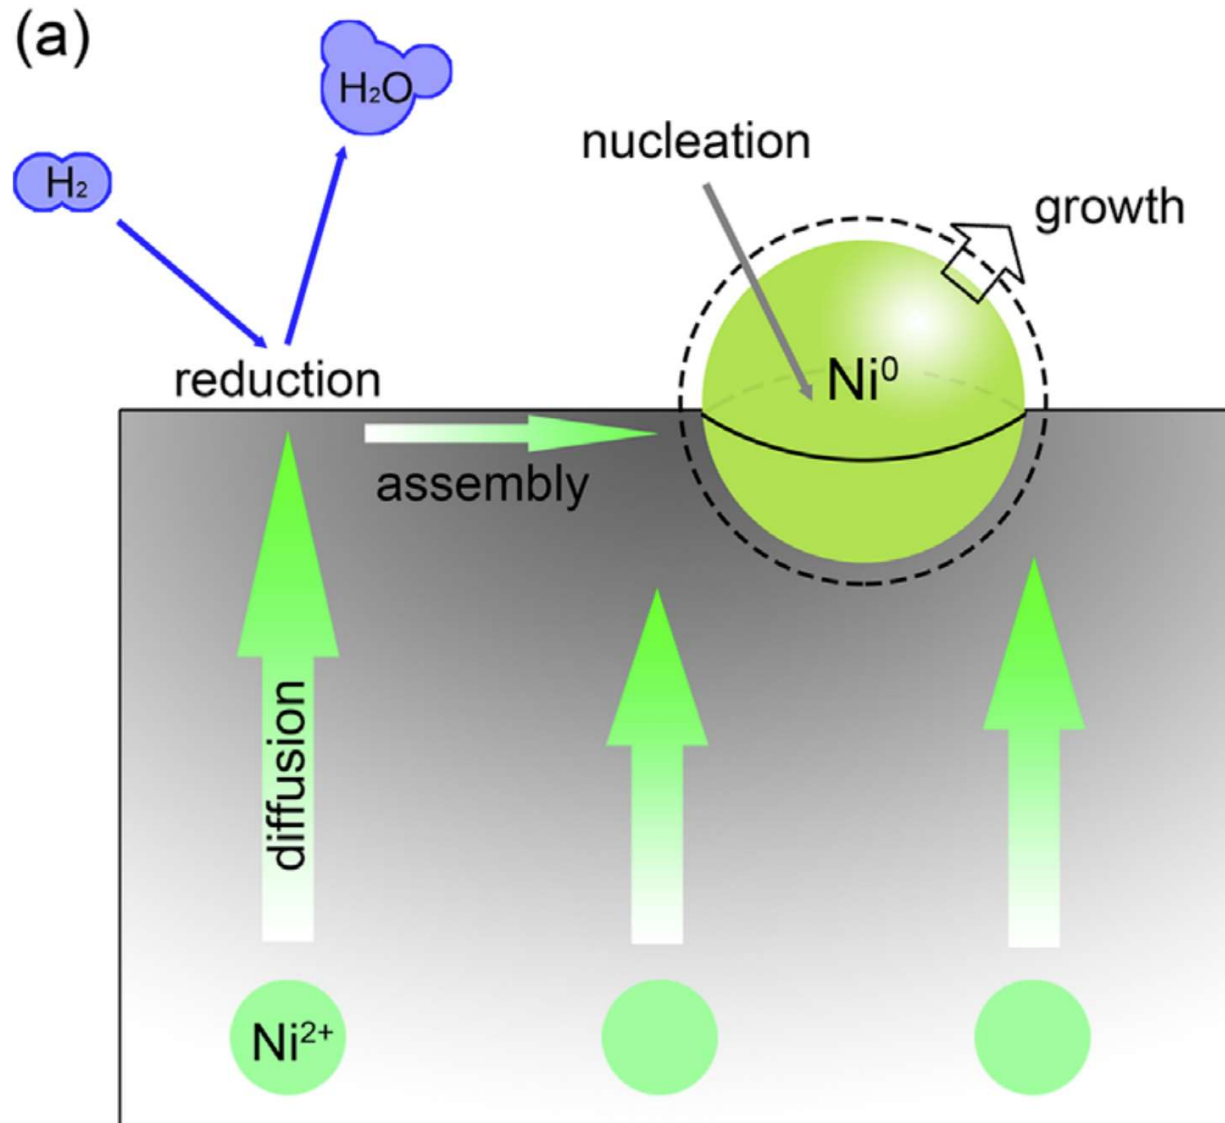 (a)
H₂O
H₂
nucleation
growth
reduction
Ni⁰
assembly
diffusion
Ni²⁺